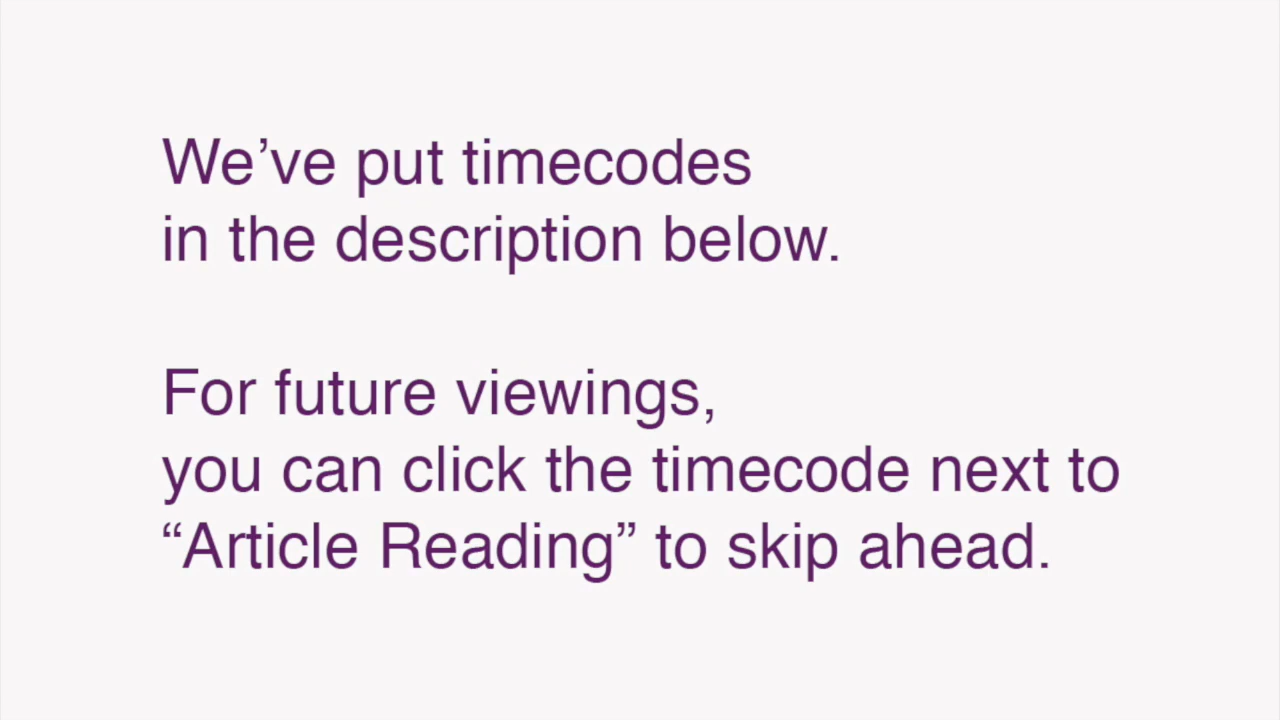 We’ve put timecodes
in the description below.
For future viewings,
you can click the timecode next to
“Article Reading” to skip ahead.